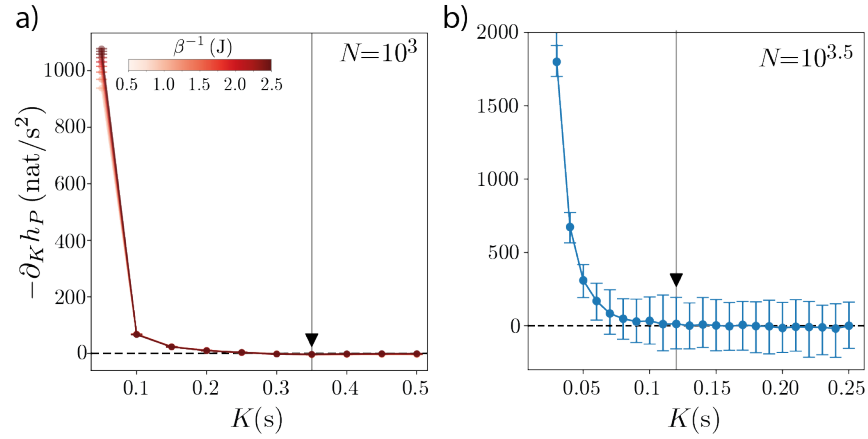 a)
β⁻¹ (J)
0.5 1.0 1.5 2.0 2.5
N=10³
1000
800
600
400
200
0
−∂_K h_P (nat/s²)
0.1 0.2 0.3 0.4 0.5
K(s)
b)
N=10³·⁵
2000
1500
1000
500
0
0.05 0.10 0.15 0.20 0.25
K(s)